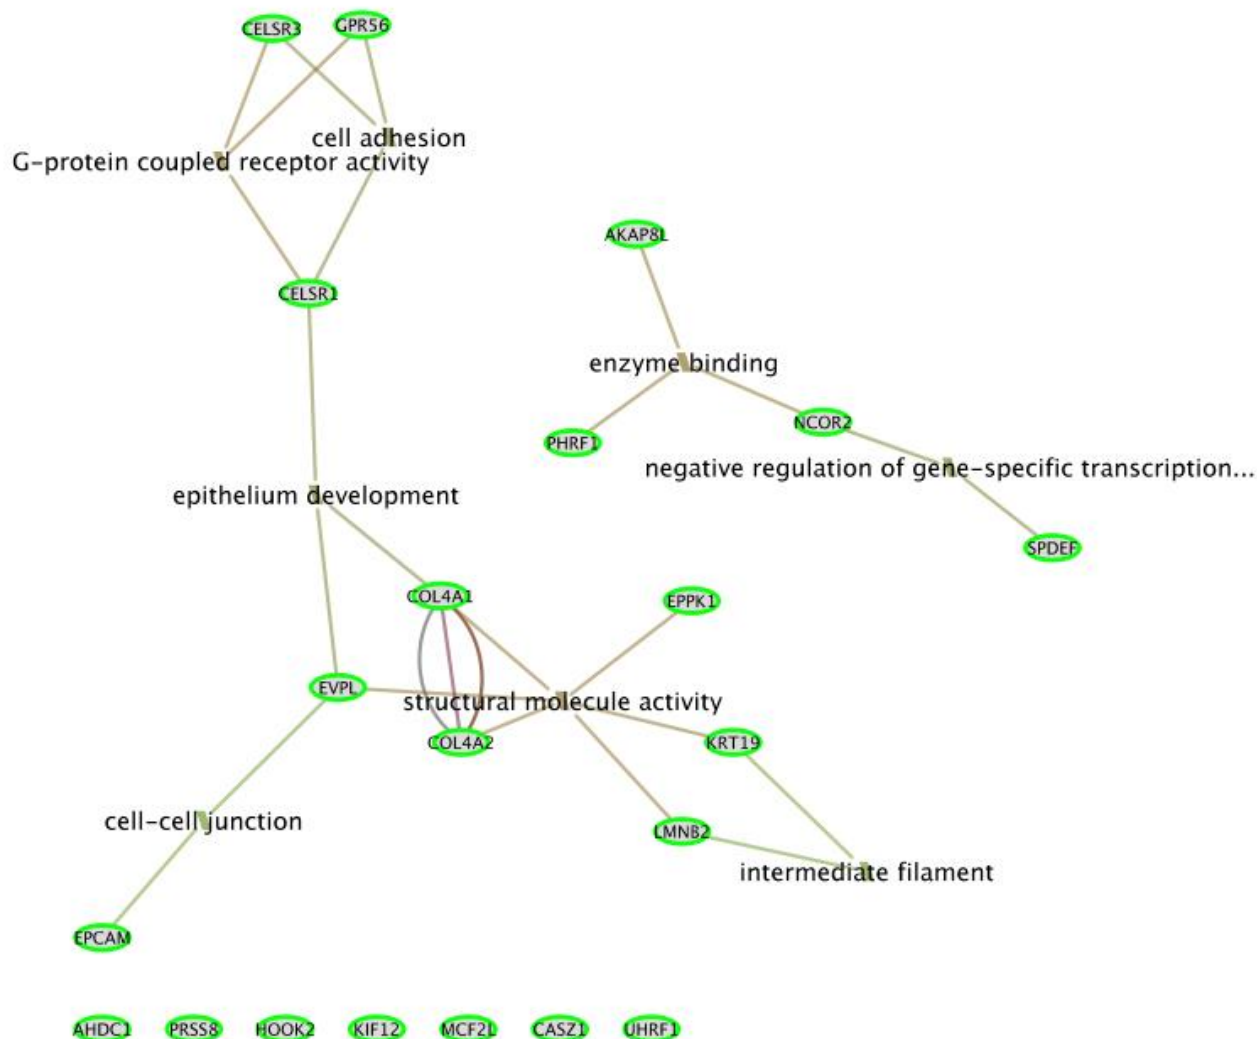 CELSR3
GPR56
cell adhesion
G-protein coupled receptor activity
AKAP8L
CELSR1
enzyme binding
NCOR2
PHRF1
negative regulation of gene-specific transcription...
epithelium development
SPDEF
COL4A1
EPPK1
EVPL
structural molecule activity
COL4A2
KRT19
cell-cell junction
LMNB2
intermediate filament
EPCAM
AHDC1
PRSS8
HOOK2
KIF12
MCF2L
CASZ1
UHRF1